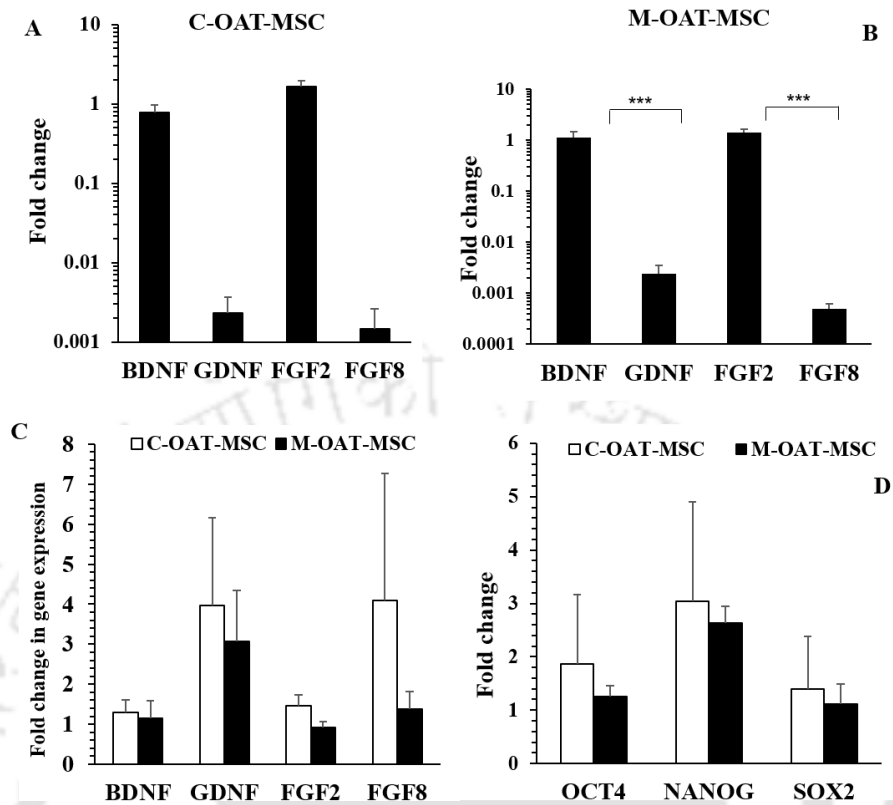 A
C-OAT-MSC
Fold change
10
1
0.1
0.01
0.001
BDNF GDNF FGF2 FGF8
M-OAT-MSC
B
Fold change
10
1
0.1
0.01
0.001
0.0001
***
***
BDNF GDNF FGF2 FGF8
C
C-OAT-MSC M-OAT-MSC
Fold change in gene expression
8
7
6
5
4
3
2
1
0
BDNF GDNF FGF2 FGF8
C-OAT-MSC M-OAT-MSC
D
Fold change
6
5
4
3
2
1
0
OCT4 NANOG SOX2